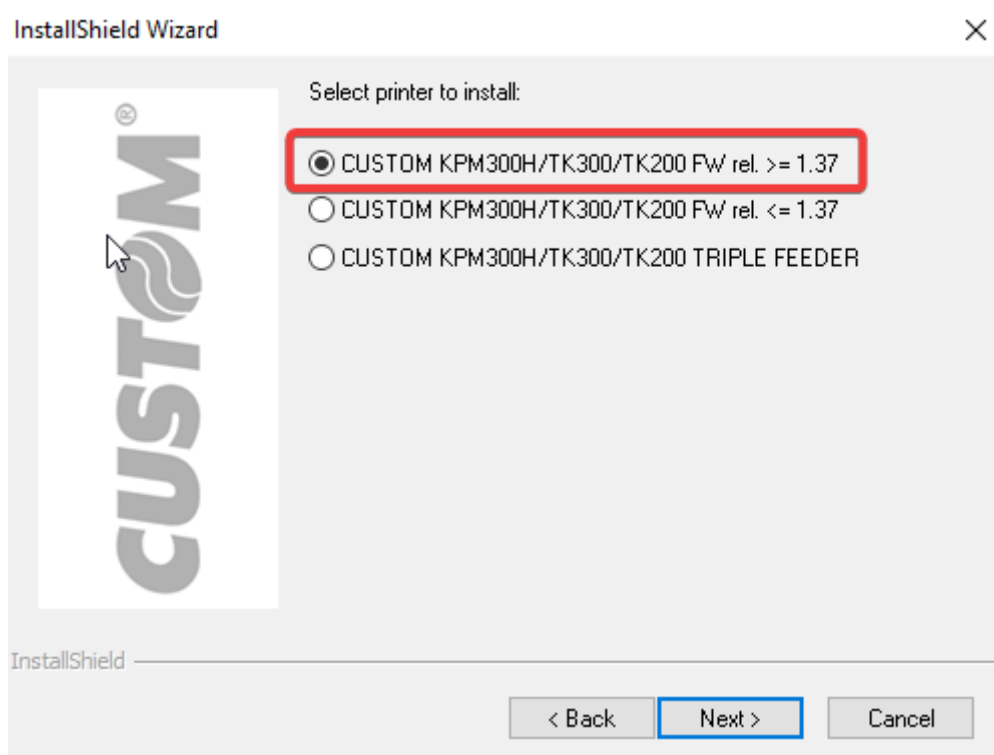 InstallShield Wizard
Select printer to install:
CUSTOM KPM300H/TK300/TK200 FW rel. >= 1.37
CUSTOM KPM300H/TK300/TK200 FW rel. <= 1.37
CUSTOM KPM300H/TK300/TK200 TRIPLE FEEDER
CUSTOM®
InstallShield
< Back
Next >
Cancel